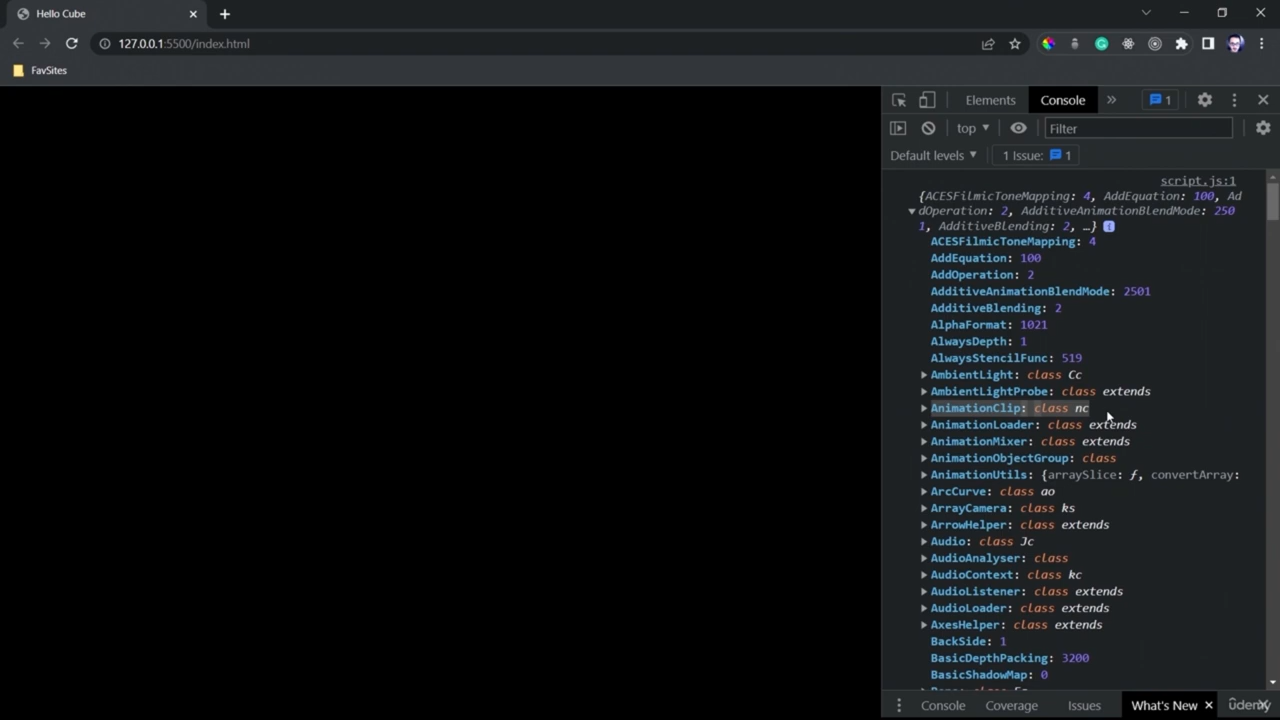 Hello Cube
127.0.0.1:5500/index.html
FavSites
Elements
Console
1
top
Filter
Default levels
1 Issue: 1
script.js:1
{ACESFilmicToneMapping: 4, AddEquation: 100, Ad
dOperation: 2, AdditiveAnimationBlendMode: 250
1, AdditiveBlending: 2, …}
ACESFilmicToneMapping: 4
AddEquation: 100
AddOperation: 2
AdditiveAnimationBlendMode: 2501
AdditiveBlending: 2
AlphaFormat: 1021
AlwaysDepth: 1
AlwaysStencilFunc: 519
AmbientLight: class Cc
AmbientLightProbe: class extends
AnimationClip: class nc
AnimationLoader: class extends
AnimationMixer: class extends
AnimationObjectGroup: class
AnimationUtils: {arraySlice: ƒ, convertArray:
ArcCurve: class ao
ArrayCamera: class ks
ArrowHelper: class extends
Audio: class Jc
AudioAnalyser: class
AudioContext: class kc
AudioListener: class extends
AudioLoader: class extends
AxesHelper: class extends
BackSide: 1
BasicDepthPacking: 3200
BasicShadowMap: 0
Console
Coverage
Issues
What's New
udemy